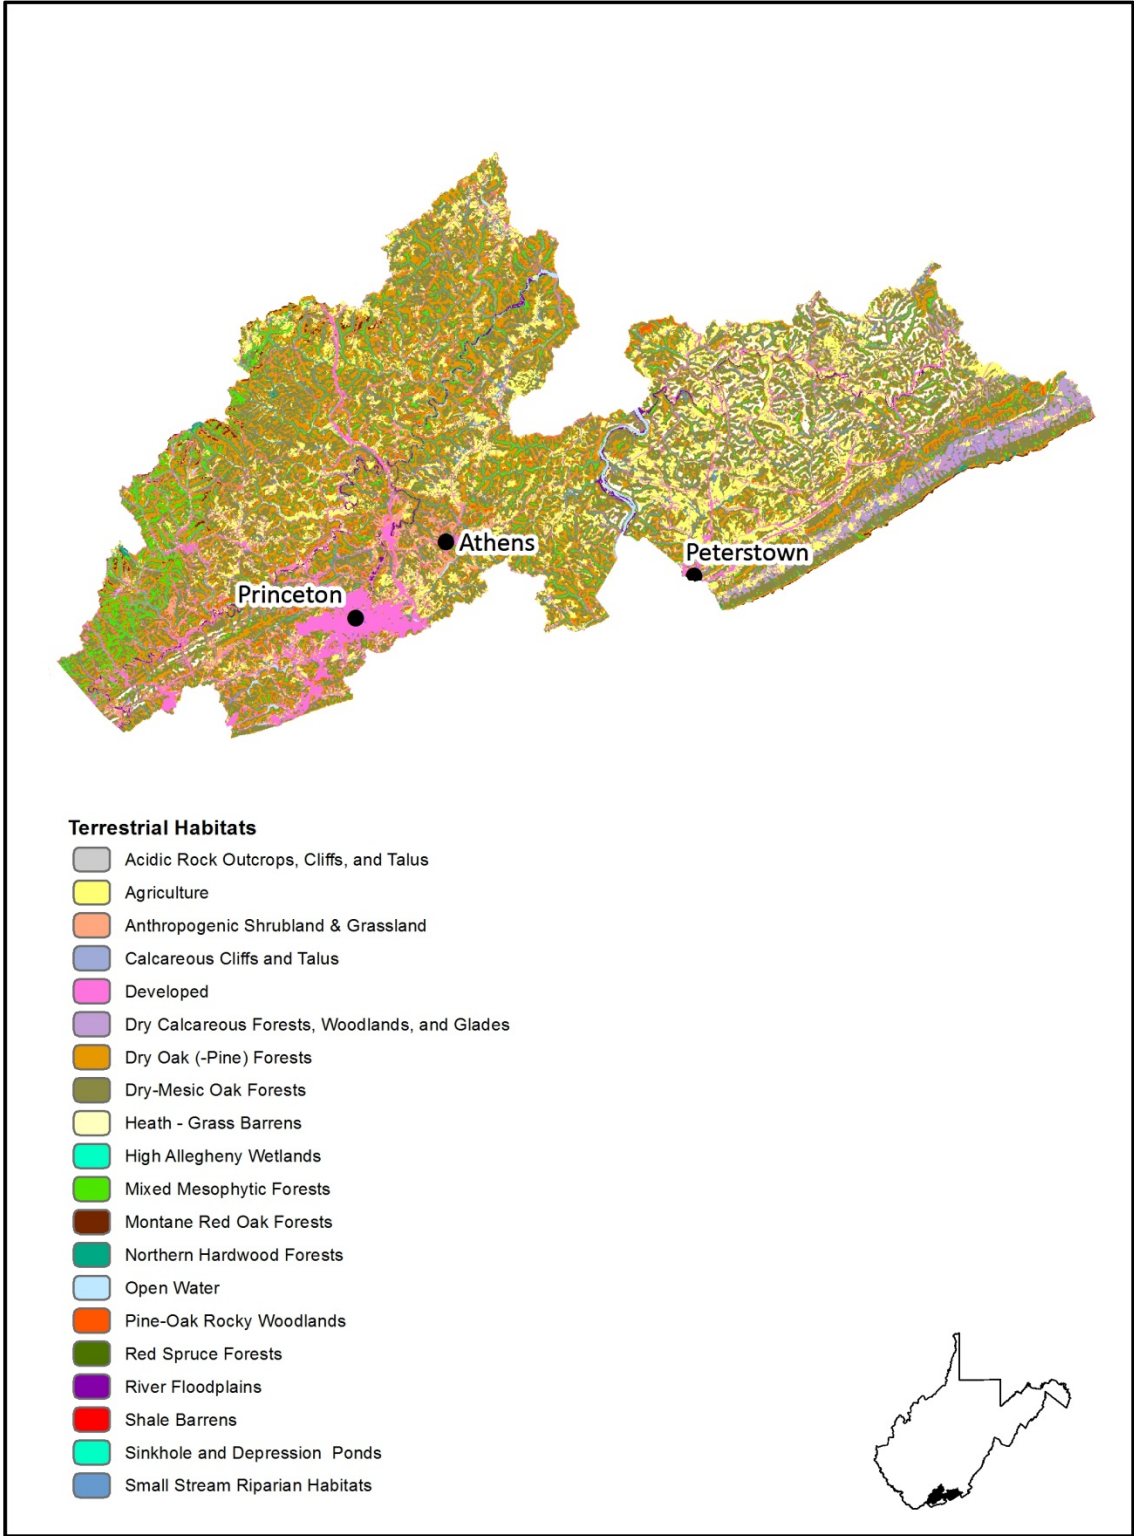 Athens
Peterstown
Princeton
Terrestrial Habitats
Acidic Rock Outcrops, Cliffs, and Talus
Agriculture
Anthropogenic Shrubland & Grassland
Calcareous Cliffs and Talus
Developed
Dry Calcareous Forests, Woodlands, and Glades
Dry Oak (-Pine) Forests
Dry-Mesic Oak Forests
Heath - Grass Barrens
High Allegheny Wetlands
Mixed Mesophytic Forests
Montane Red Oak Forests
Northern Hardwood Forests
Open Water
Pine-Oak Rocky Woodlands
Red Spruce Forests
River Floodplains
Shale Barrens
Sinkhole and Depression  Ponds
Small Stream Riparian Habitats